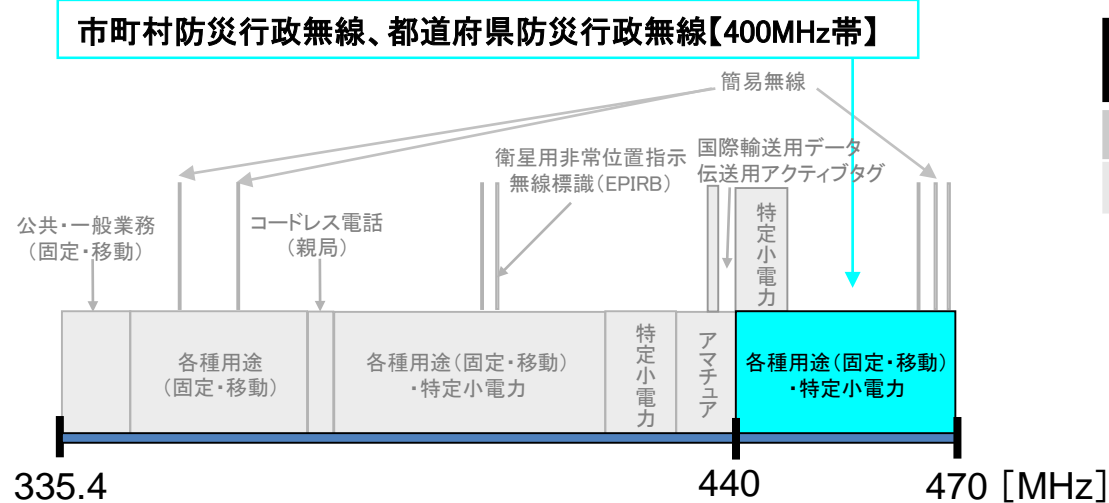 市町村防災行政無線、都道府県防災行政無線【400MHz帯】
簡易無線
国際輸送用データ
伝送用アクティブタグ
衛星用非常位置指示
無線標識(EPIRB)
公共・一般業務
(固定・移動)
コードレス電話
(親局)
特定小電力
各種用途
(固定・移動)
各種用途(固定・移動)
・特定小電力
特定小電力
アマチュア
各種用途(固定・移動)
・特定小電力
335.4
440
470 [MHz]